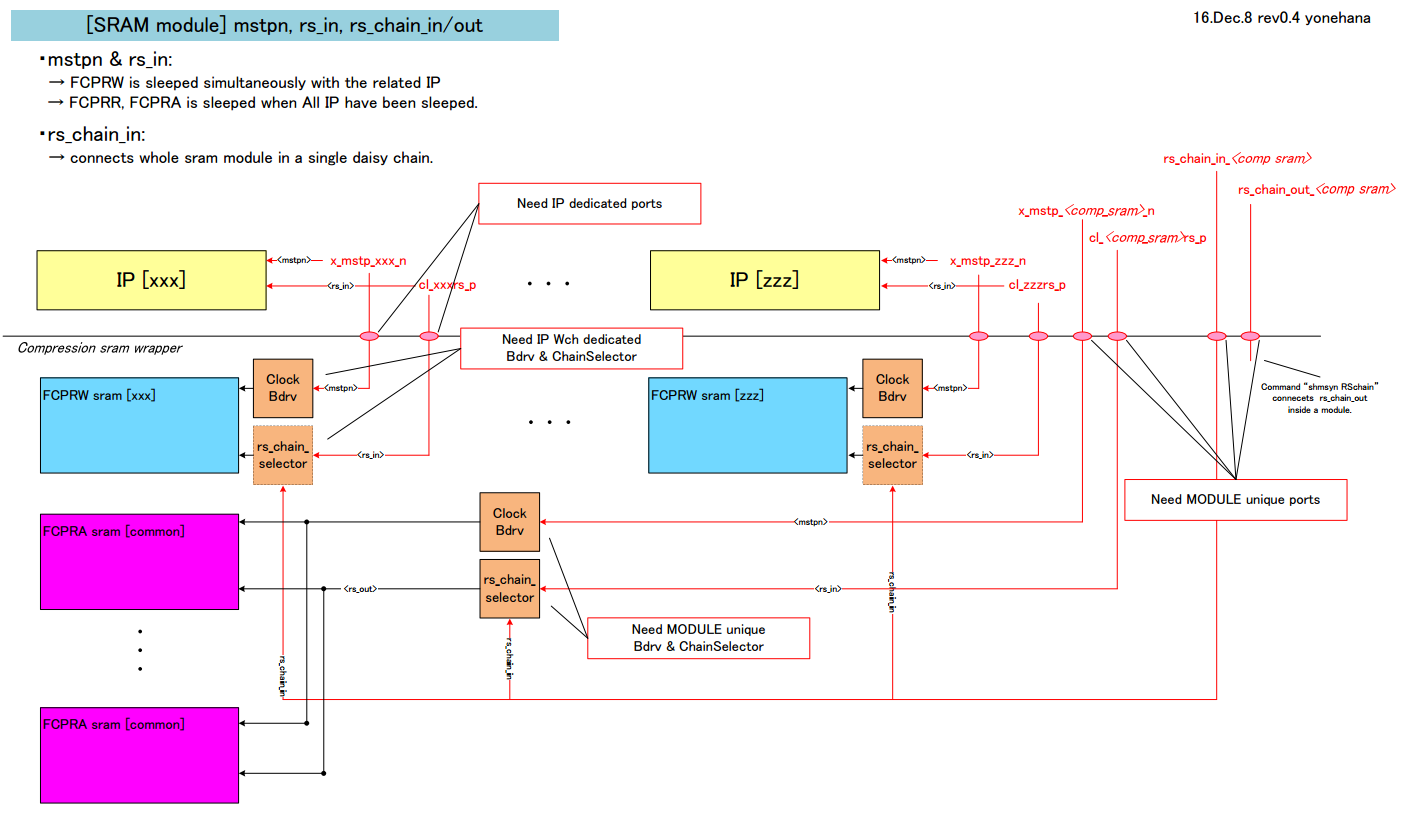 [SRAM module] mstpn, rs_in, rs_chain_in/out
16.Dec.8 rev0.4 yonehana
・mstpn & rs_in:
→ FCPRW is sleeped simultaneously with the related IP
→ FCPRR, FCPRA is sleeped when All IP have been sleeped.
・rs_chain_in:
→ connects whole sram module in a single daisy chain.
rs_chain_in_<comp sram>
rs_chain_out_<comp sram>
Need IP dedicated ports
x_mstp_<comp_sram>_n
cl_<comp_sram>rs_p
IP [xxx]
<mstpn>
x_mstp_xxx_n
<rs_in>
cl_xxxrs_p
・・・
IP [zzz]
<mstpn>
x_mstp_zzz_n
<rs_in>
cl_zzzrs_p
Compression sram wrapper
Need IP Wch dedicated
Bdrv & ChainSelector
FCPRW sram [xxx]
Clock
Bdrv
<mstpn>
rs_chain_
selector
<rs_in>
・・・
FCPRW sram [zzz]
Clock
Bdrv
<mstpn>
rs_chain_
selector
<rs_in>
Command "shmsyn RSchain"
connecets rs_chain_out
inside a module.
Need MODULE unique ports
FCPRA sram [common]
Clock
Bdrv
<mstpn>
<rs_out>
rs_chain_
selector
<rs_in>
rs_chain_in
Need MODULE unique
Bdrv & ChainSelector
rs_chain_in
rs_chain_in
FCPRA sram [common]